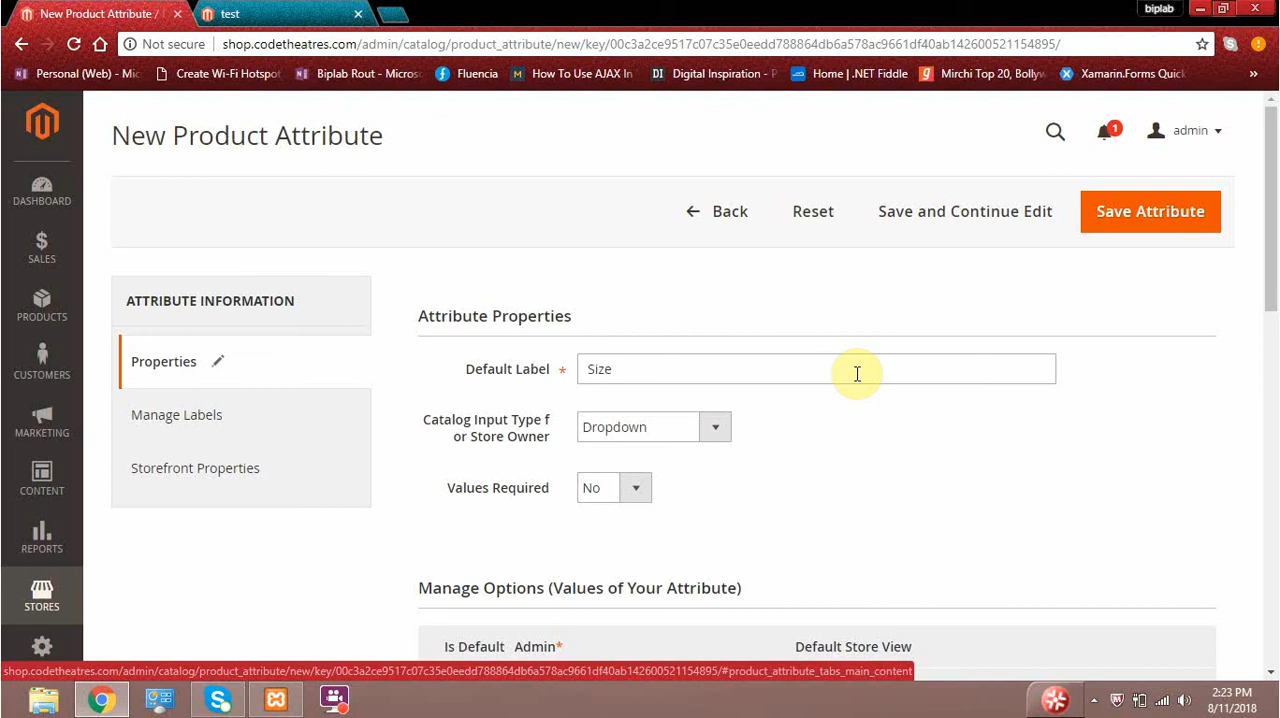 New Product Attribute /
test
biplab
Not secure
shop.codetheatres.com/admin/catalog/product_attribute/new/key/00c3a2ce9517c07c35e0eedd788864db6a578ac9661df40ab142600521154895/
Personal (Web) - Mic
Create Wi-Fi Hotspot
Biplab Rout - Micros
Fluencia
How To Use AJAX In
Digital Inspiration - P
Home | .NET Fiddle
Mirchi Top 20, Bolly
Xamarin.Forms Quick
New Product Attribute
1
admin
Back
Reset
Save and Continue Edit
Save Attribute
DASHBOARD
SALES
PRODUCTS
CUSTOMERS
MARKETING
CONTENT
REPORTS
STORES
ATTRIBUTE INFORMATION
Properties
Manage Labels
Storefront Properties
Attribute Properties
Default Label *
Size
Catalog Input Type f
or Store Owner
Dropdown
Values Required
No
Manage Options (Values of Your Attribute)
Is Default
Admin*
Default Store View
shop.codetheatres.com/admin/catalog/product_attribute/new/key/00c3a2ce9517c07c35e0eedd788864db6a578ac9661df40ab142600521154895/#product_attribute_tabs_main_content
2:23 PM
8/11/2018